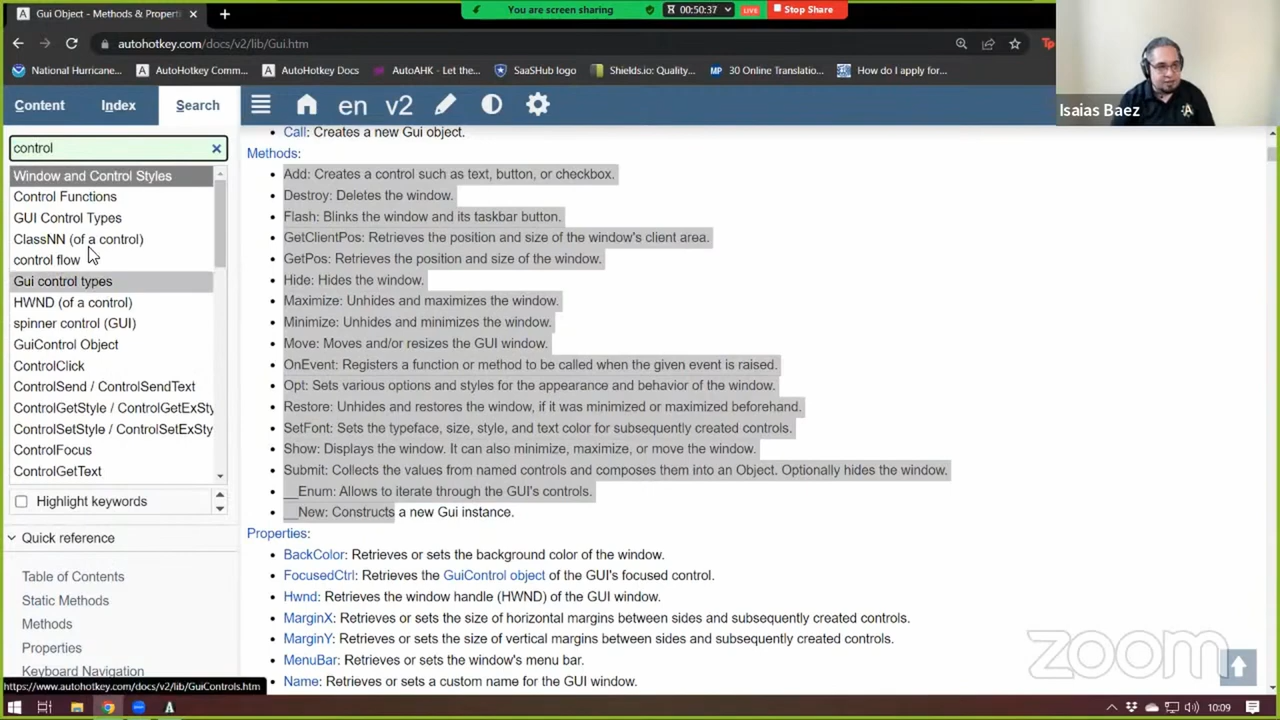 Gui Object - Methods & Propert
You are screen sharing
00:50:37
LIVE
Stop Share
autohotkey.com/docs/v2/lib/Gui.htm
National Hurricane...
AutoHotkey Comm...
AutoHotkey Docs
AutoAHK - Let the...
SaaSHub logo
Shields.io: Quality...
30 Online Translatio...
How do I apply for...
Isaias Baez
Content
Index
Search
en
v2
control
Window and Control Styles
Control Functions
GUI Control Types
ClassNN (of a control)
control flow
Gui control types
HWND (of a control)
spinner control (GUI)
GuiControl Object
ControlClick
ControlSend / ControlSendText
ControlGetStyle / ControlGetExSty
ControlSetStyle / ControlSetExSty
ControlFocus
ControlGetText
Highlight keywords
Quick reference
Table of Contents
Static Methods
Methods
Properties
Keyboard Navigation
https://www.autohotkey.com/docs/v2/lib/GuiControls.htm
Call: Creates a new Gui object.
Methods:
Add: Creates a control such as text, button, or checkbox.
Destroy: Deletes the window.
Flash: Blinks the window and its taskbar button.
GetClientPos: Retrieves the position and size of the window's client area.
GetPos: Retrieves the position and size of the window.
Hide: Hides the window.
Maximize: Unhides and maximizes the window.
Minimize: Unhides and minimizes the window.
Move: Moves and/or resizes the GUI window.
OnEvent: Registers a function or method to be called when the given event is raised.
Opt: Sets various options and styles for the appearance and behavior of the window.
Restore: Unhides and restores the window, if it was minimized or maximized beforehand.
SetFont: Sets the typeface, size, style, and text color for subsequently created controls.
Show: Displays the window. It can also minimize, maximize, or move the window.
Submit: Collects the values from named controls and composes them into an Object. Optionally hides the window.
__Enum: Allows to iterate through the GUI's controls.
__New: Constructs a new Gui instance.
Properties:
BackColor: Retrieves or sets the background color of the window.
FocusedCtrl: Retrieves the GuiControl object of the GUI's focused control.
Hwnd: Retrieves the window handle (HWND) of the GUI window.
MarginX: Retrieves or sets the size of horizontal margins between sides and subsequently created controls.
MarginY: Retrieves or sets the size of vertical margins between sides and subsequently created controls.
MenuBar: Retrieves or sets the window's menu bar.
Name: Retrieves or sets a custom name for the GUI window.
zoom
10:09